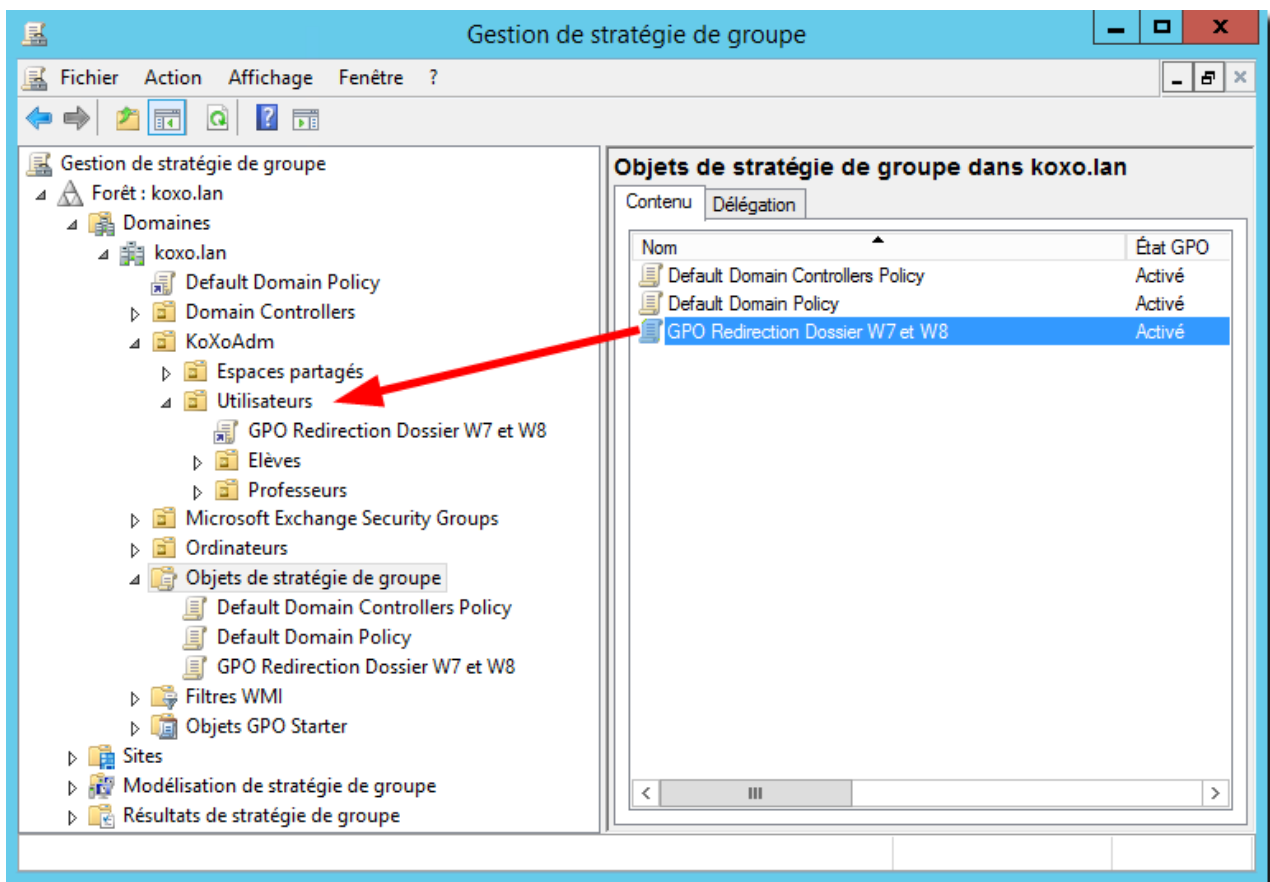 Gestion de stratégie de groupe
Fichier Action Affichage Fenêtre ?
Gestion de stratégie de groupe
Forêt : koxo.lan
Domaines
koxo.lan
Default Domain Policy
Domain Controllers
KoXoAdm
Espaces partagés
Utilisateurs
GPO Redirection Dossier W7 et W8
Elèves
Professeurs
Microsoft Exchange Security Groups
Ordinateurs
Objets de stratégie de groupe
Default Domain Controllers Policy
Default Domain Policy
GPO Redirection Dossier W7 et W8
Filtres WMI
Objets GPO Starter
Sites
Modélisation de stratégie de groupe
Résultats de stratégie de groupe
Objets de stratégie de groupe dans koxo.lan
Contenu Délégation
Nom État GPO
Default Domain Controllers Policy Activé
Default Domain Policy Activé
GPO Redirection Dossier W7 et W8 Activé